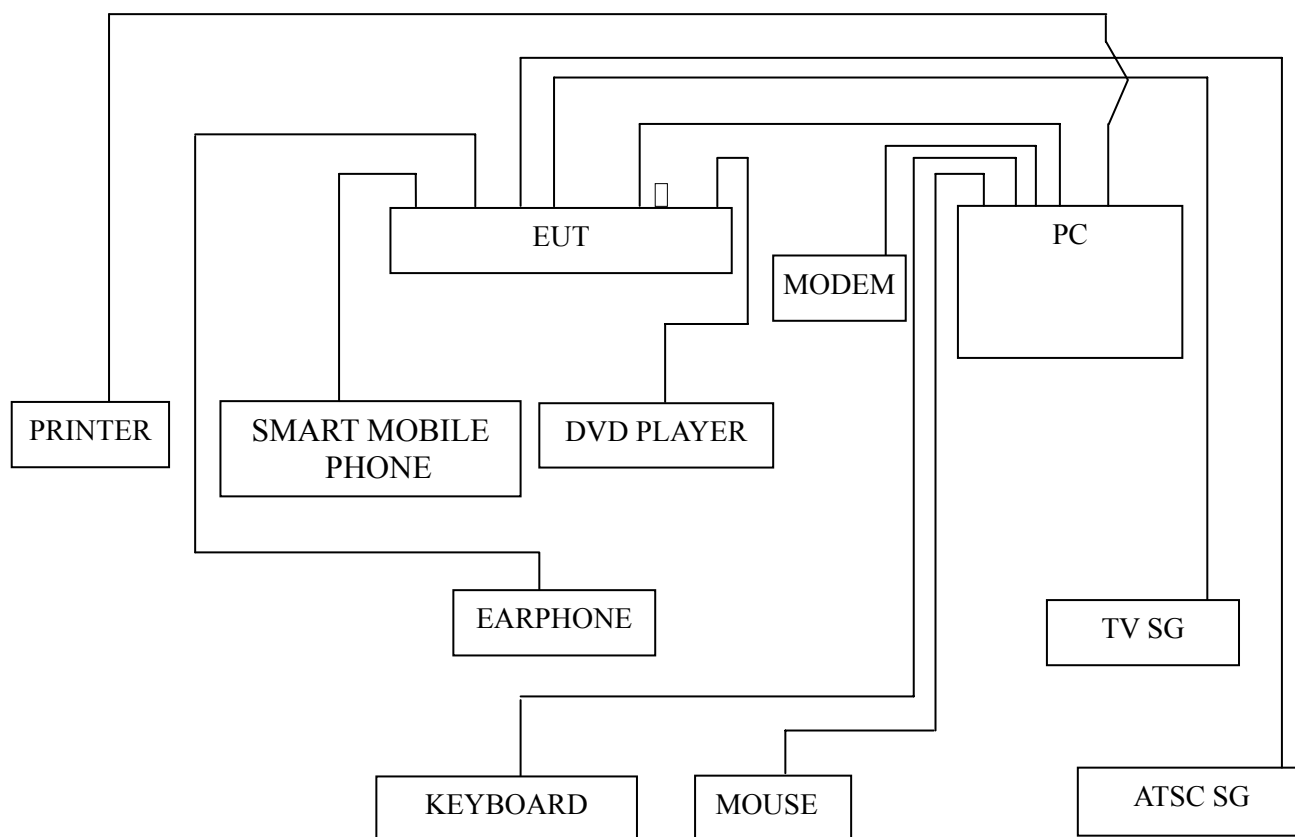 EUT
PC
MODEM
PRINTER
SMART MOBILE
PHONE
DVD PLAYER
EARPHONE
TV SG
KEYBOARD
MOUSE
ATSC SG